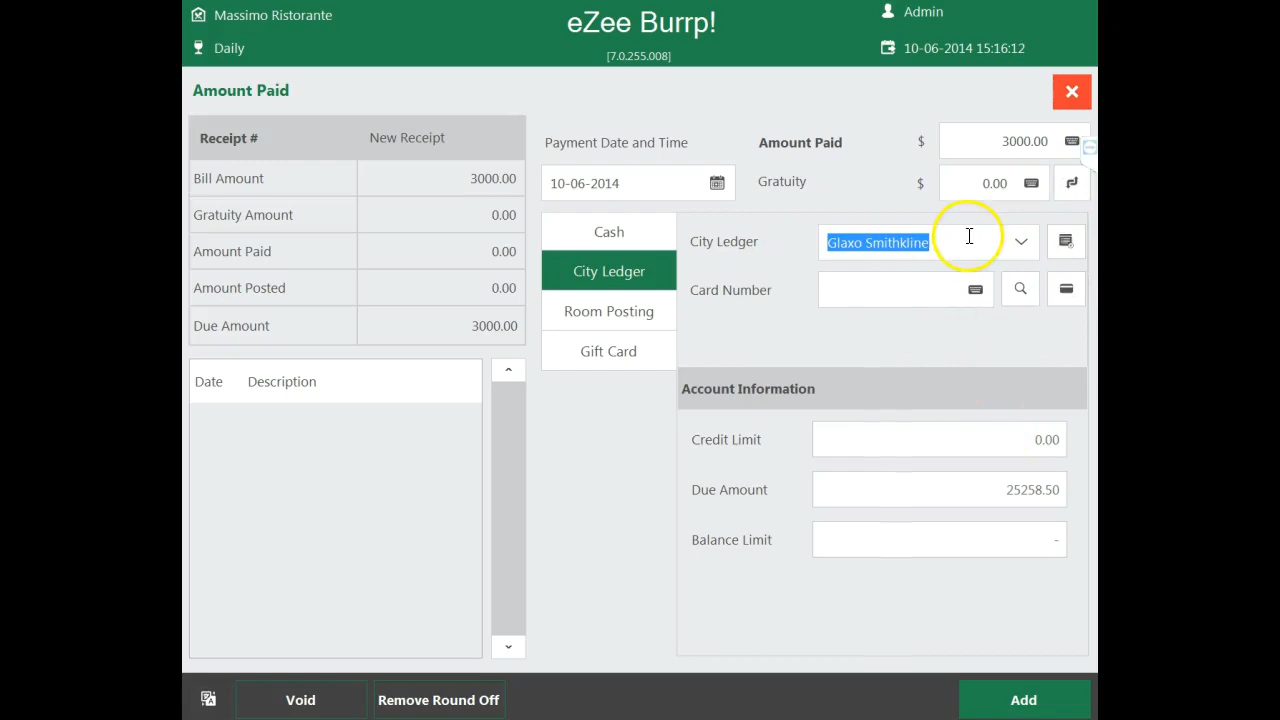 Massimo Ristorante
eZee Burrp!
Admin
Daily
[7.0.255.008]
10-06-2014 15:16:12
Amount Paid
Receipt #
New Receipt
Bill Amount
3000.00
Gratuity Amount
0.00
Amount Paid
0.00
Amount Posted
0.00
Due Amount
3000.00
Date
Description
Payment Date and Time
10-06-2014
Amount Paid
$
3000.00
Gratuity
$
0.00
Cash
City Ledger
Room Posting
Gift Card
City Ledger
Glaxo Smithkline
Card Number
Account Information
Credit Limit
0.00
Due Amount
25258.50
Balance Limit
-
Void
Remove Round Off
Add